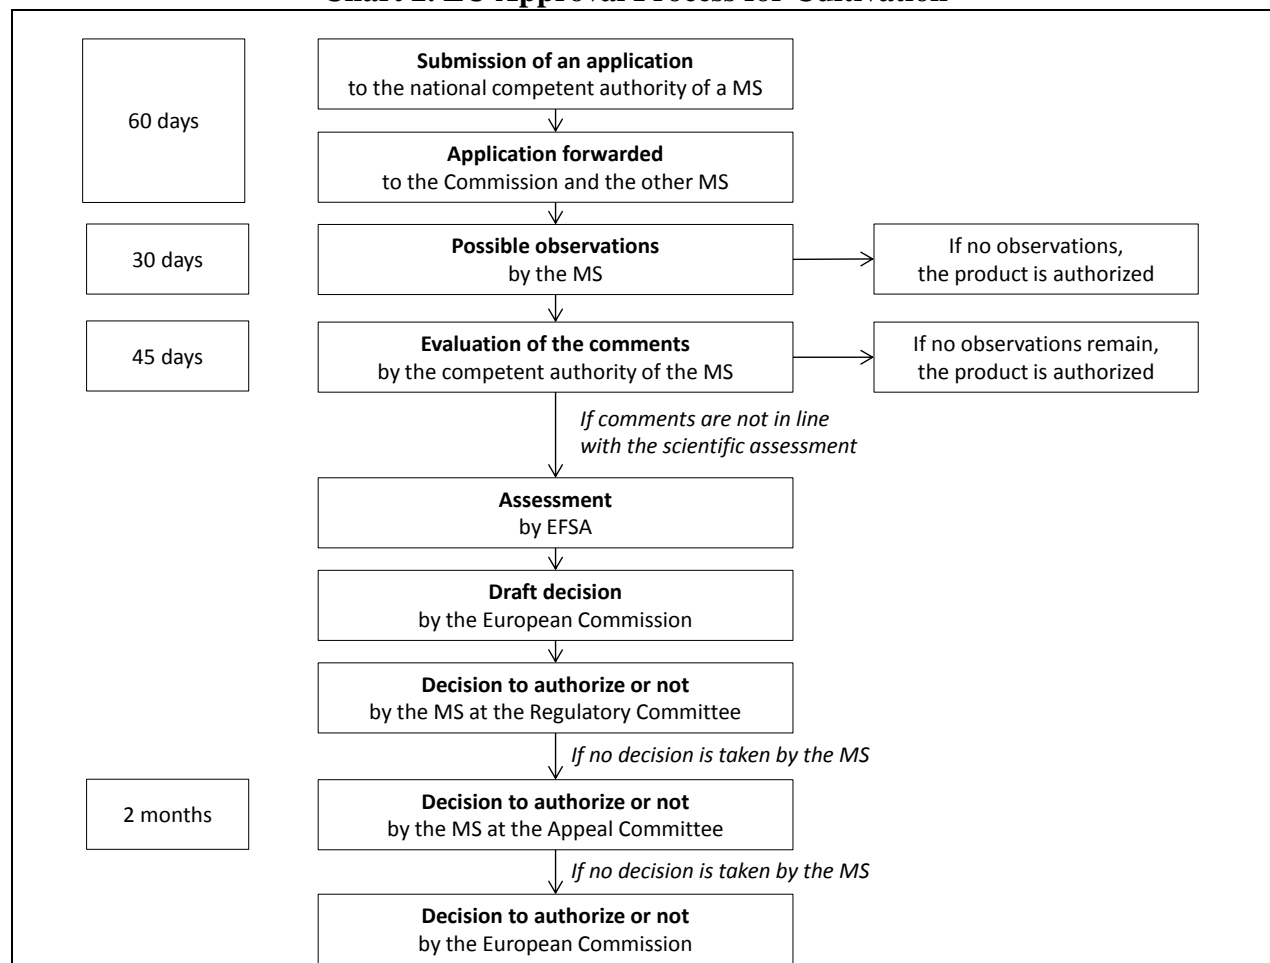 60 days
Submission of an application
to the national competent authority of a MS
Application forwarded
to the Commission and the other MS
30 days
Possible observations
by the MS
If no observations,
the product is authorized
45 days
Evaluation of the comments
by the competent authority of the MS
If no observations remain,
the product is authorized
If comments are not in line
with the scientific assessment
Assessment
by EFSA
Draft decision
by the European Commission
Decision to authorize or not
by the MS at the Regulatory Committee
If no decision is taken by the MS
2 months
Decision to authorize or not
by the MS at the Appeal Committee
If no decision is taken by the MS
Decision to authorize or not
by the European Commission